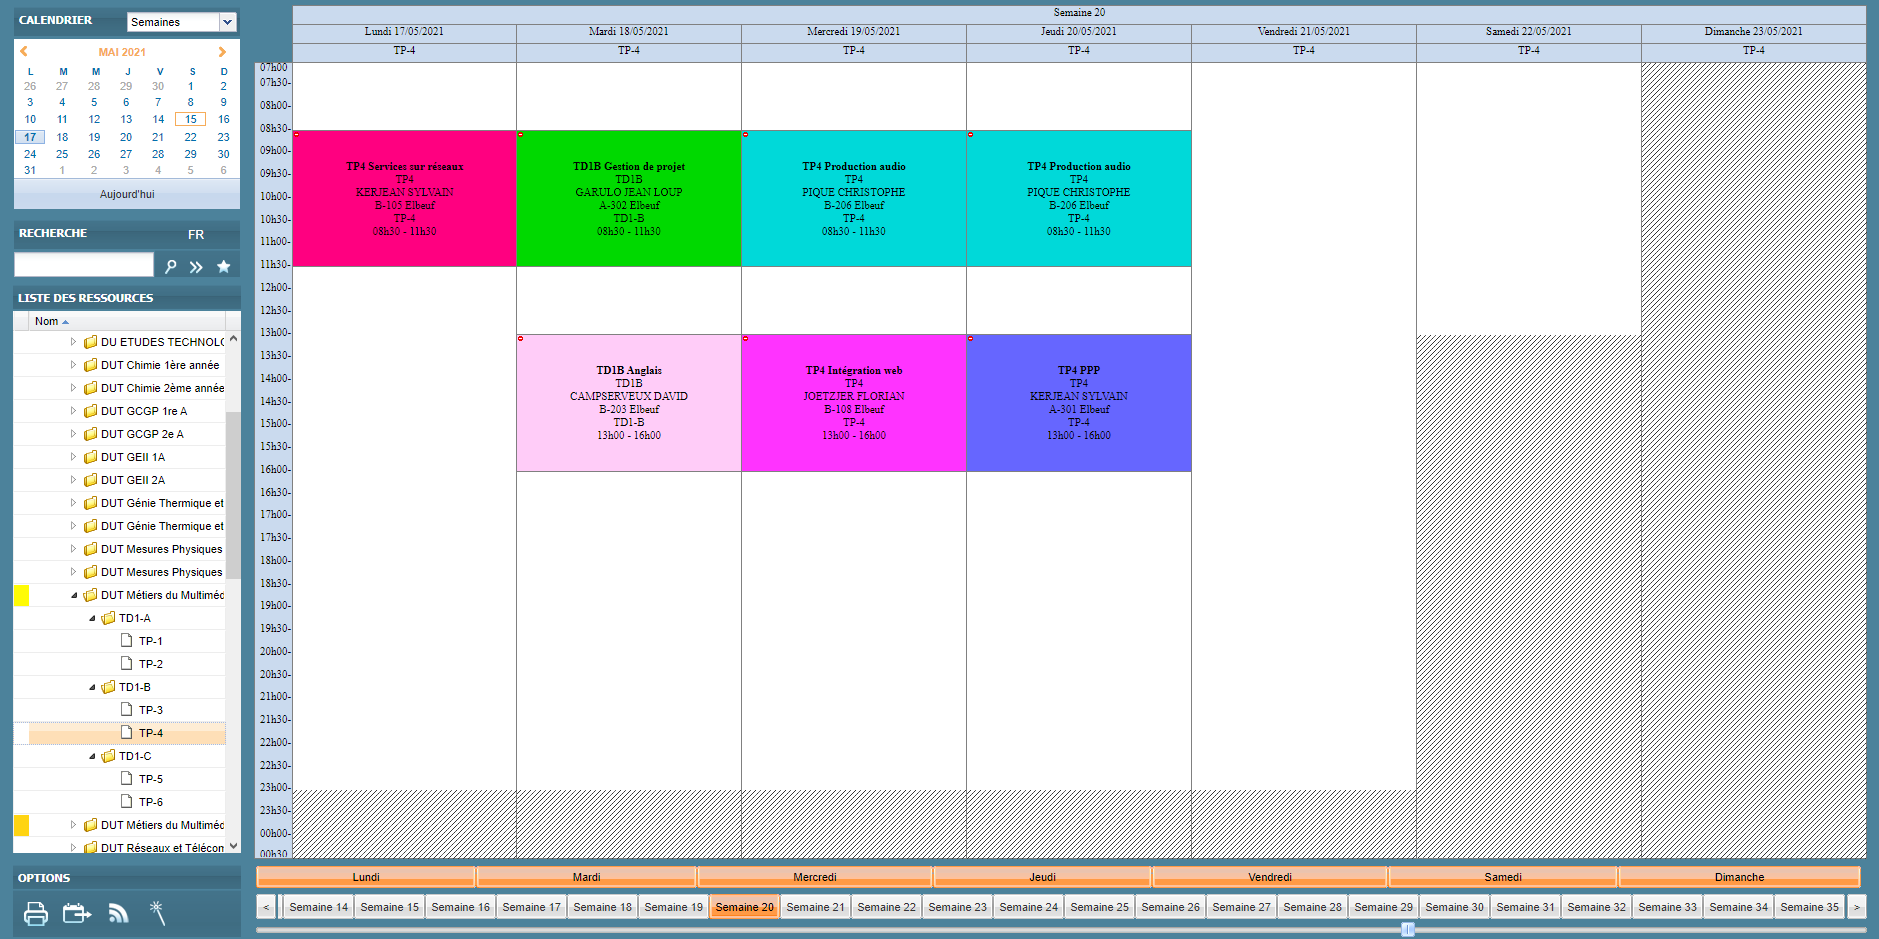 CALENDRIER
Semaines
MAI 2021
L M M J V S D
26 27 28 29 30 1 2
3 4 5 6 7 8 9
10 11 12 13 14 15 16
17 18 19 20 21 22 23
24 25 26 27 28 29 30
31 1 2 3 4 5 6
Aujourd'hui
RECHERCHE FR
LISTE DES RESSOURCES
Nom
DU ETUDES TECHNOLO
DUT Chimie 1ère année
DUT Chimie 2ème année
DUT GCGP 1re A
DUT GCGP 2e A
DUT GEII 1A
DUT GEII 2A
DUT Génie Thermique et
DUT Génie Thermique et
DUT Mesures Physiques
DUT Mesures Physiques
DUT Métiers du Multiméd
TD1-A
TP-1
TP-2
TD1-B
TP-3
TP-4
TD1-C
TP-5
TP-6
DUT Métiers du Multiméd
DUT Réseaux et Télécom
OPTIONS
Semaine 20
Lundi 17/05/2021 Mardi 18/05/2021 Mercredi 19/05/2021 Jeudi 20/05/2021 Vendredi 21/05/2021 Samedi 22/05/2021 Dimanche 23/05/2021
TP-4 TP-4 TP-4 TP-4 TP-4 TP-4 TP-4
07h00
07h30-
08h00-
08h30-
09h00-
09h30-
10h00-
10h30-
11h00-
11h30-
12h00-
12h30-
13h00-
13h30-
14h00-
14h30-
15h00-
15h30-
16h00-
16h30-
17h00-
17h30-
18h00-
18h30-
19h00-
19h30-
20h00-
20h30-
21h00-
21h30-
22h00-
22h30-
23h00-
23h30-
00h00-
00h30
TP4 Services sur réseaux
TP4
KERJEAN SYLVAIN
B-105 Elbeuf
TP-4
08h30 - 11h30
TD1B Gestion de projet
TD1B
GARULO JEAN LOUP
A-302 Elbeuf
TD1-B
08h30 - 11h30
TP4 Production audio
TP4
PIQUE CHRISTOPHE
B-206 Elbeuf
TP-4
08h30 - 11h30
TP4 Production audio
TP4
PIQUE CHRISTOPHE
B-206 Elbeuf
TP-4
08h30 - 11h30
TD1B Anglais
TD1B
CAMPSERVEUX DAVID
B-203 Elbeuf
TD1-B
13h00 - 16h00
TP4 Intégration web
TP4
JOETZJER FLORIAN
B-108 Elbeuf
TP-4
13h00 - 16h00
TP4 PPP
TP4
KERJEAN SYLVAIN
A-301 Elbeuf
TP-4
13h00 - 16h00
Lundi Mardi Mercredi Jeudi Vendredi Samedi Dimanche
< Semaine 14 Semaine 15 Semaine 16 Semaine 17 Semaine 18 Semaine 19 Semaine 20 Semaine 21 Semaine 22 Semaine 23 Semaine 24 Semaine 25 Semaine 26 Semaine 27 Semaine 28 Semaine 29 Semaine 30 Semaine 31 Semaine 32 Semaine 33 Semaine 34 Semaine 35 >